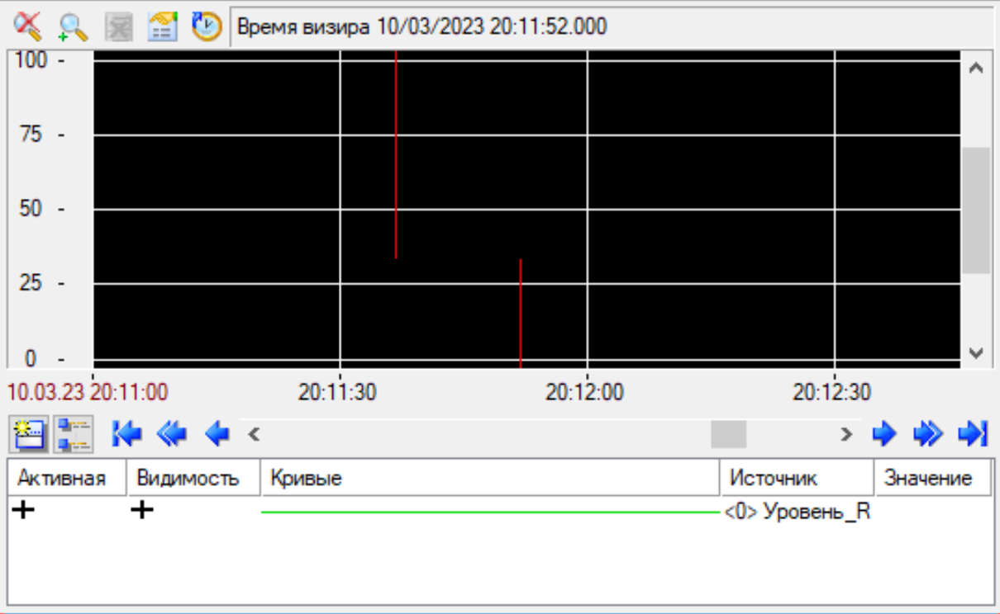 Время визира 10/03/2023 20:11:52.000
100 -
75 -
50 -
25 -
0 -
10.03.23 20:11:00 20:11:30 20:12:00 20:12:30
Активная Видимость Кривые Источник Значение
<0> Уровень_R